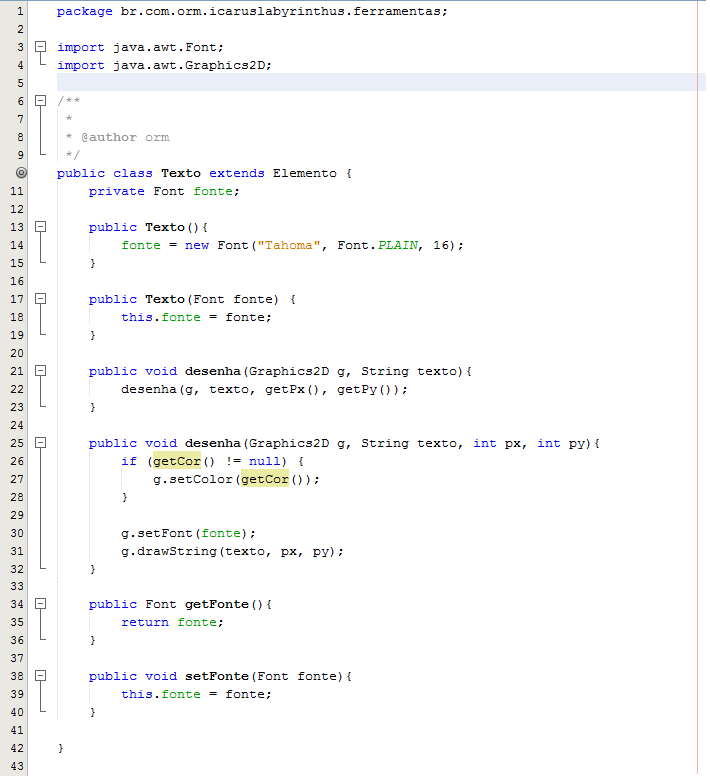 1 package br.com.orm.icaruslabyrinthus.ferramentas;
2
3 import java.awt.Font;
4 import java.awt.Graphics2D;
5
6 /**
7  *
8  * @author orm
9  */
public class Texto extends Elemento {
11     private Font fonte;
12
13     public Texto(){
14         fonte = new Font("Tahoma", Font.PLAIN, 16);
15     }
16
17     public Texto(Font fonte) {
18         this.fonte = fonte;
19     }
20
21     public void desenha(Graphics2D g, String texto){
22         desenha(g, texto, getPx(), getPy());
23     }
24
25     public void desenha(Graphics2D g, String texto, int px, int py){
26         if (getCor() != null) {
27             g.setColor(getCor());
28         }
29
30         g.setFont(fonte);
31         g.drawString(texto, px, py);
32     }
33
34     public Font getFonte(){
35         return fonte;
36     }
37
38     public void setFonte(Font fonte){
39         this.fonte = fonte;
40     }
41
42 }
43